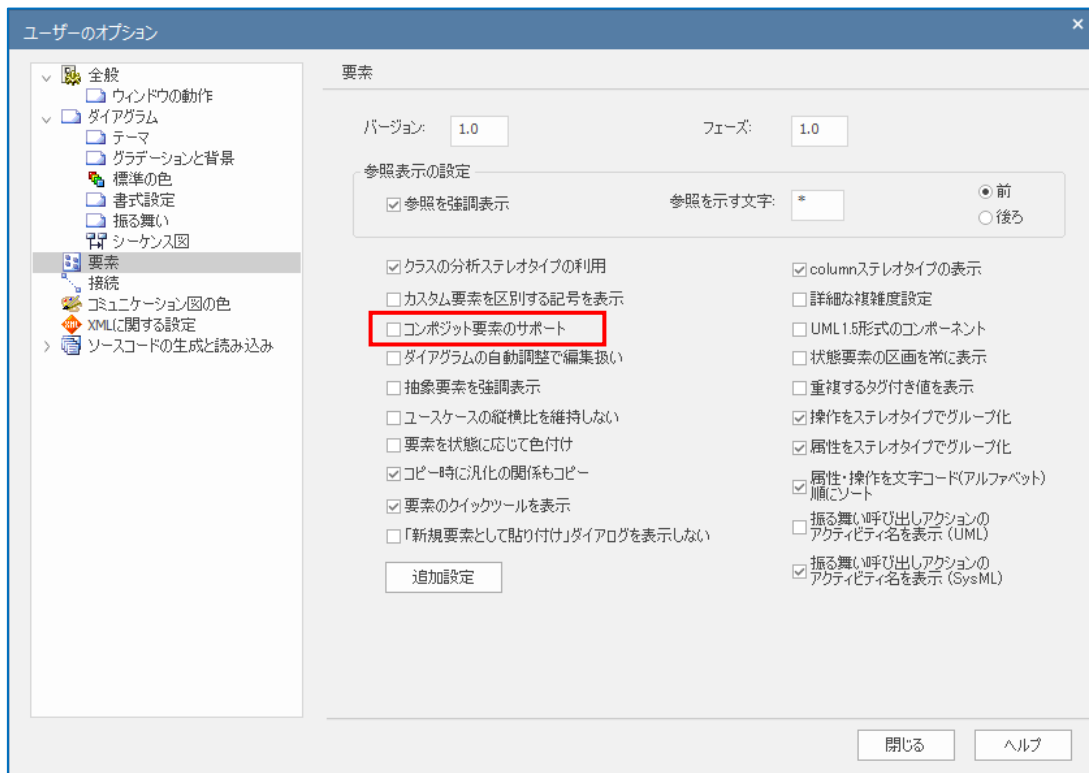 ユーザーのオプション
全般
ウィンドウの動作
ダイアグラム
テーマ
グラデーションと背景
標準の色
書式設定
振る舞い
シーケンス図
要素
接続
コミュニケーション図の色
XMLに関する設定
ソースコードの生成と読み込み
要素
バージョン: 1.0 フェーズ: 1.0
参照表示の設定
参照を強調表示 参照を示す文字: * 前
後ろ
クラスの分析ステレオタイプの利用
カスタム要素を区別する記号を表示
コンポジット要素のサポート
ダイアグラムの自動調整で編集扱い
抽象要素を強調表示
ユースケースの縦横比を維持しない
要素を状態に応じて色付け
コピー時に汎化の関係もコピー
要素のクイックツールを表示
「新規要素として貼り付け」ダイアログを表示しない
追加設定
columnステレオタイプの表示
詳細な複雑度設定
UML1.5形式のコンポーネント
状態要素の区画を常に表示
重複するタグ付き値を表示
操作をステレオタイプでグループ化
属性をステレオタイプでグループ化
属性・操作を文字コード(アルファベット)
順にソート
振る舞い呼び出しアクションの
アクティビティ名を表示 (UML)
振る舞い呼び出しアクションの
アクティビティ名を表示 (SysML)
閉じる ヘルプ